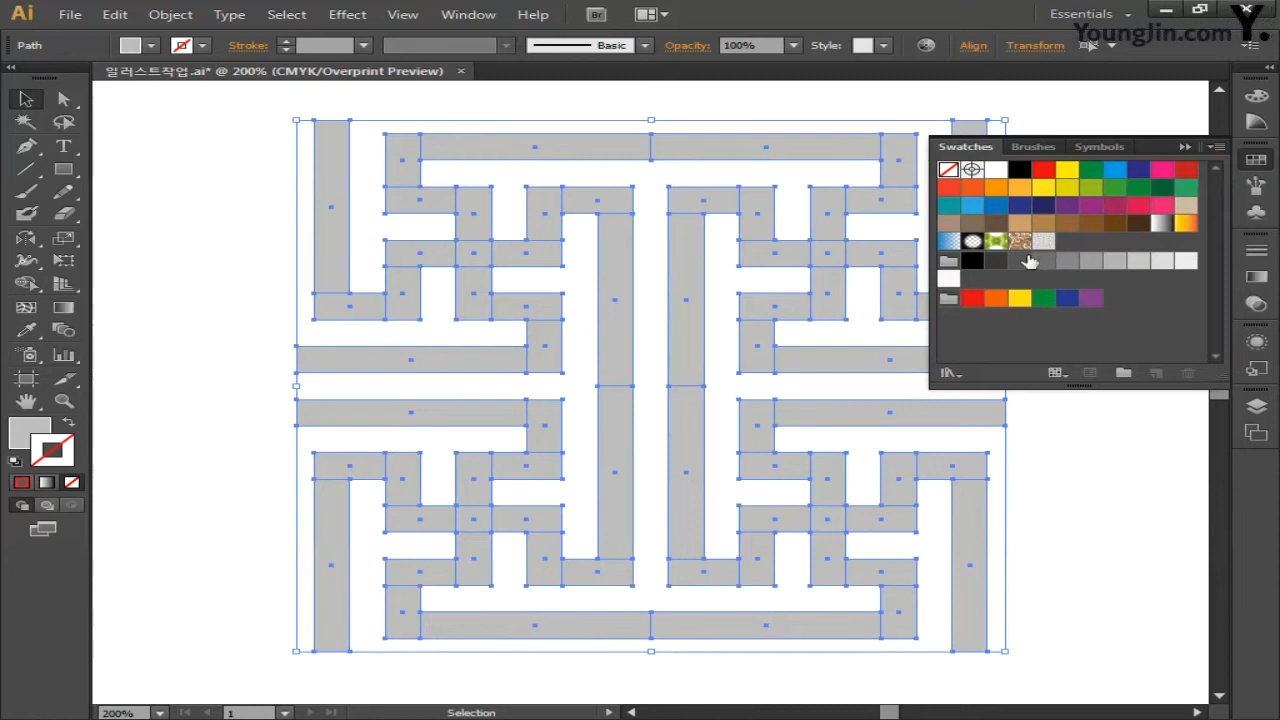 Ai File Edit Object Type Select Effect View Window Help Br Essentials
YoungJin.com Y.
Path Stroke: Basic Opacity: 100% Style: Align Transform
일러스트작업.ai* @ 200% (CMYK/Overprint Preview) ×
Swatches Brushes Symbols
200% 1 Selection